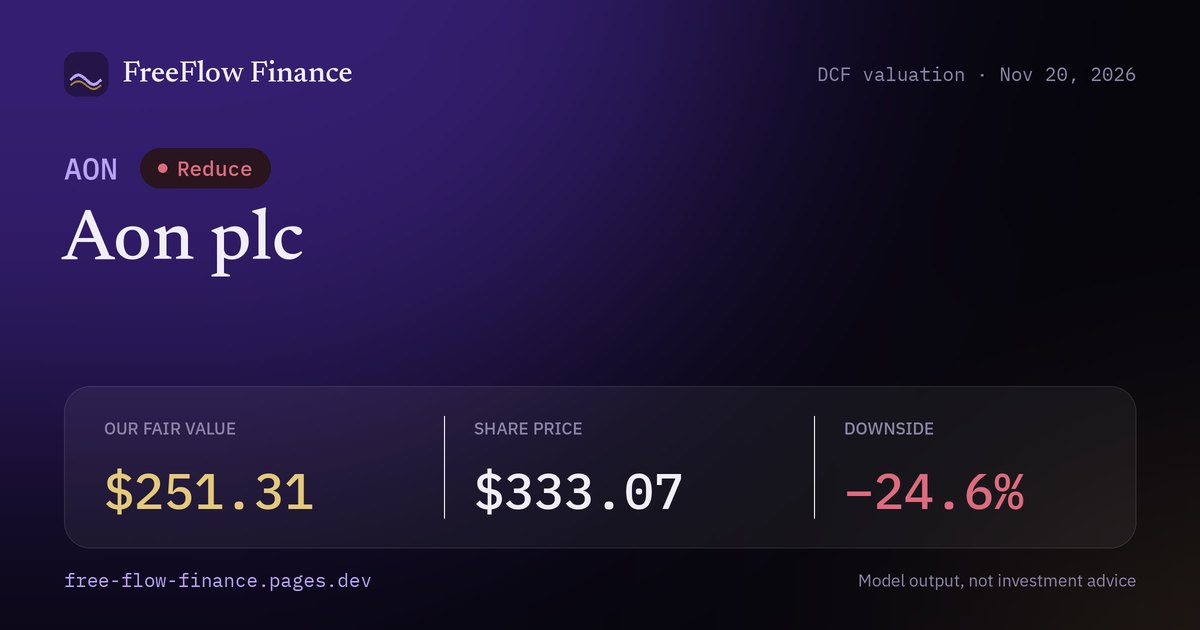 FreeFlow Finance
DCF valuation · Nov 20, 2026
AON
Reduce
Aon plc
OUR FAIR VALUE
$251.31
SHARE PRICE
$333.07
DOWNSIDE
−24.6%
free-flow-finance.pages.dev
Model output, not investment advice